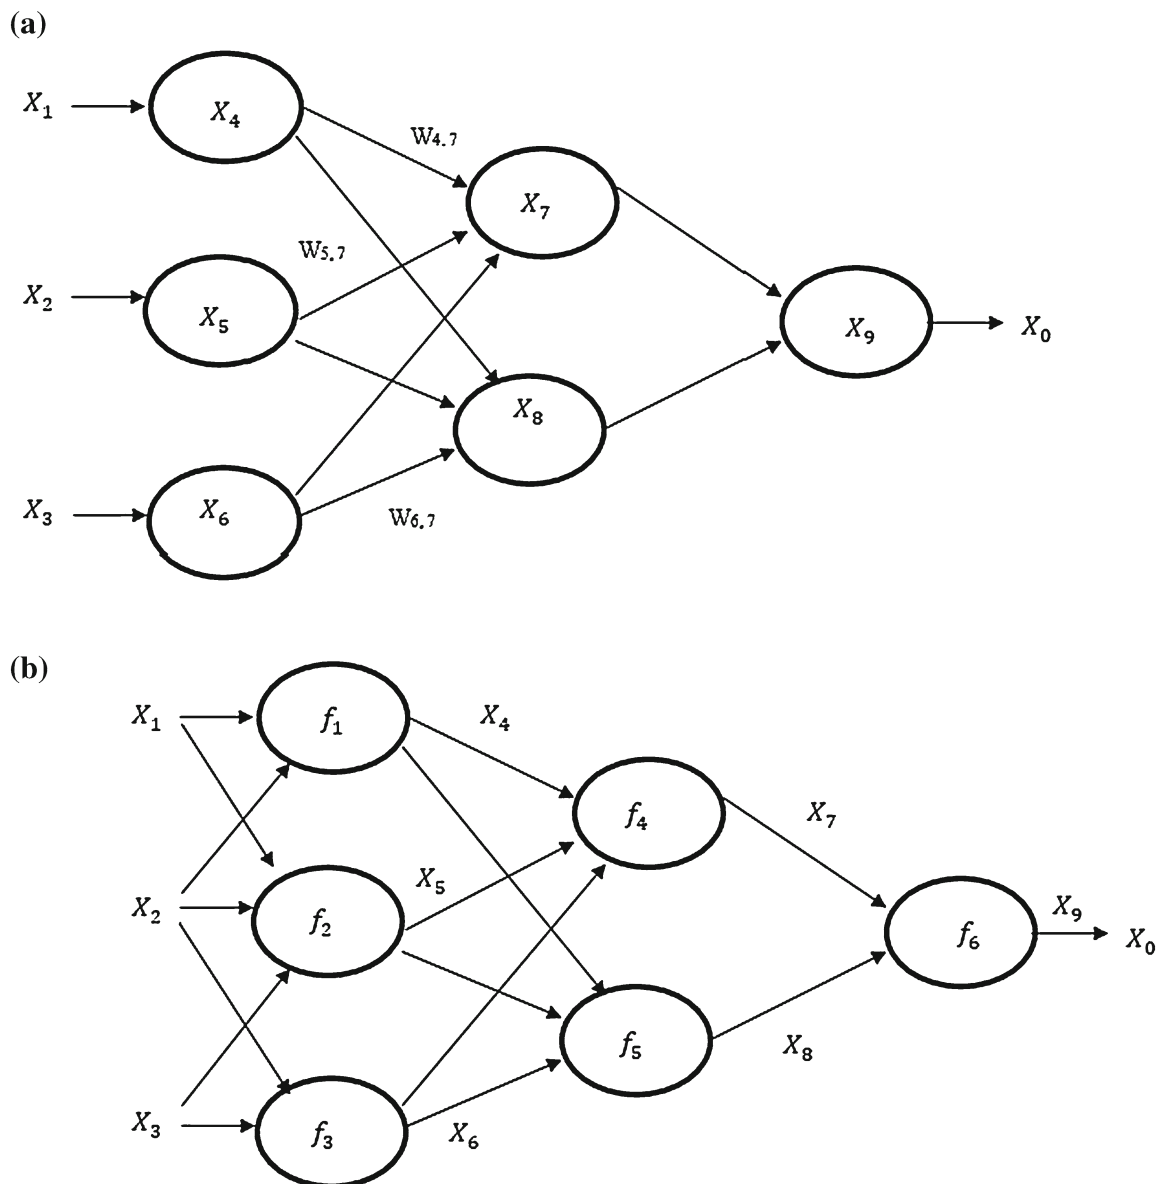 (a)
X₁
X₄
W₄.₇
X₇
W₅.₇
X₂
X₅
X₉
X₀
X₈
X₃
X₆
W₆.₇
(b)
X₁
f₁
X₄
f₄
X₇
X₅
X₂
f₂
X₉
f₆
X₀
f₅
X₈
X₃
f₃
X₆